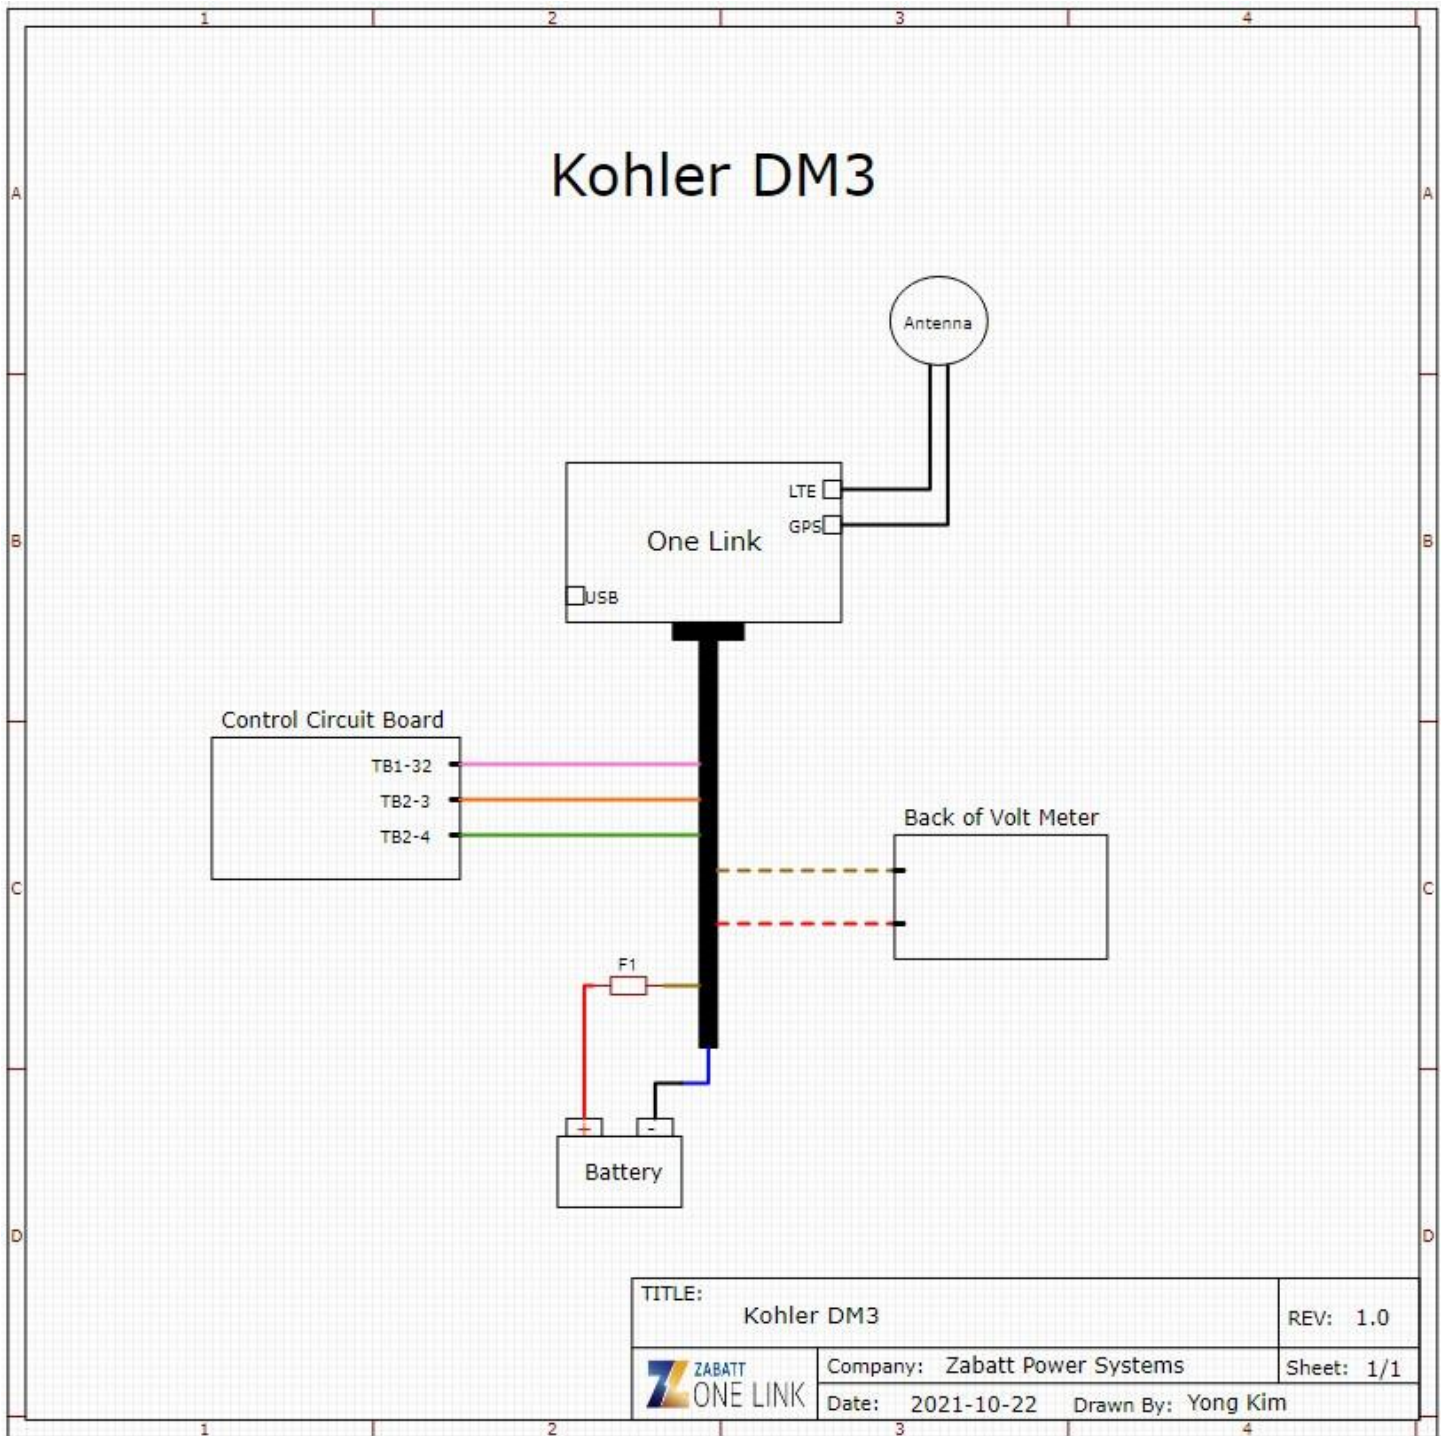 1 2 3 4
Kohler DM3
A A
Antenna
LTE
GPS
One Link
B B
USB
Control Circuit Board
TB1-32
TB2-3
TB2-4
Back of Volt Meter
C C
F1
+ -
Battery
D D
TITLE:
Kohler DM3
REV: 1.0
ZABATT
ONE LINK
Company: Zabatt Power Systems
Sheet: 1/1
Date: 2021-10-22 Drawn By: Yong Kim
1 2 3 4